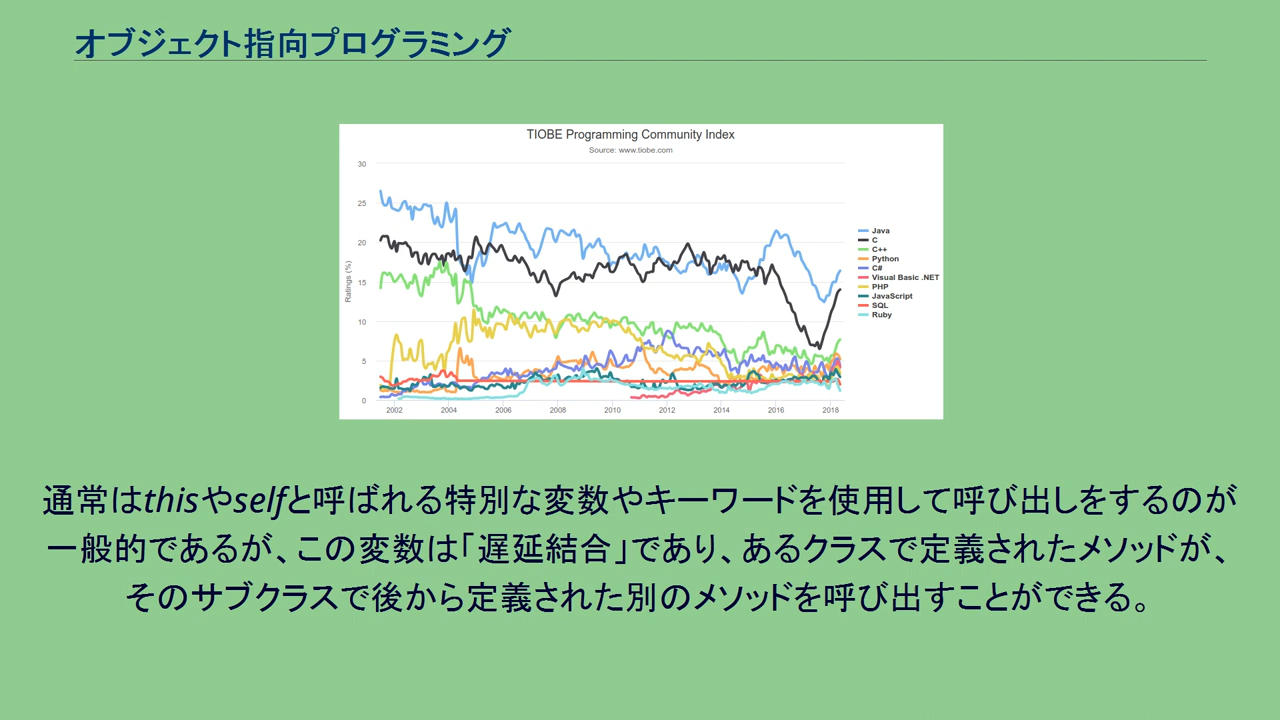 オブジェクト指向プログラミング
TIOBE Programming Community Index
Source: www.tiobe.com
Ratings (%)
30
25
20
15
10
5
0
2002 2004 2006 2008 2010 2012 2014 2016 2018
Java
C
C++
Python
C#
Visual Basic .NET
PHP
JavaScript
SQL
Ruby
通常はthisやselfと呼ばれる特別な変数やキーワードを使用して呼び出しをするのが
一般的であるが、この変数は「遅延結合」であり、あるクラスで定義されたメソッドが、
そのサブクラスで後から定義された別のメソッドを呼び出すことができる。